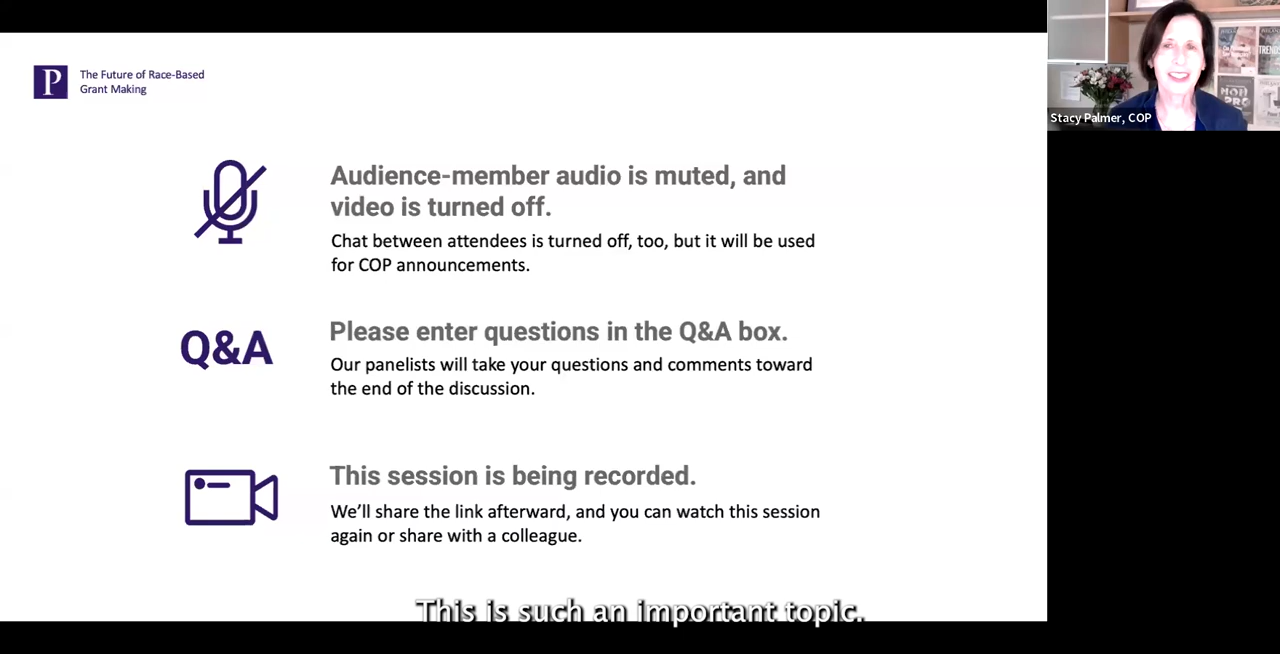 P
The Future of Race-Based
Grant Making
Stacy Palmer, COP
TRENDS
NON
PRO
Audience-member audio is muted, and
video is turned off.
Chat between attendees is turned off, too, but it will be used
for COP announcements.
Q&A
Please enter questions in the Q&A box.
Our panelists will take your questions and comments toward
the end of the discussion.
This session is being recorded.
We’ll share the link afterward, and you can watch this session
again or share with a colleague.
This is such an important topic.